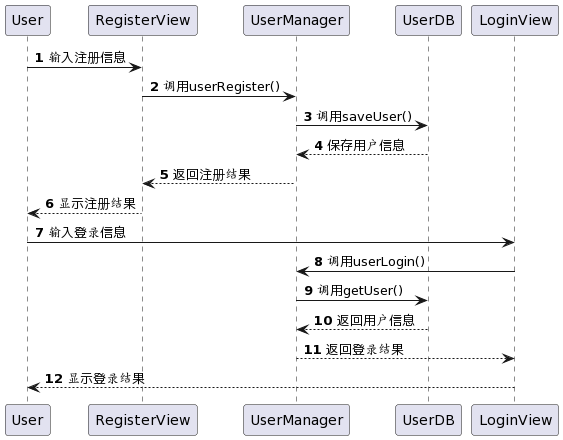 User RegisterView UserManager UserDB LoginView
1 输入注册信息
2 调用userRegister()
3 调用saveUser()
4 保存用户信息
5 返回注册结果
6 显示注册结果
7 输入登录信息
8 调用userLogin()
9 调用getUser()
10 返回用户信息
11 返回登录结果
12 显示登录结果
User RegisterView UserManager UserDB LoginView